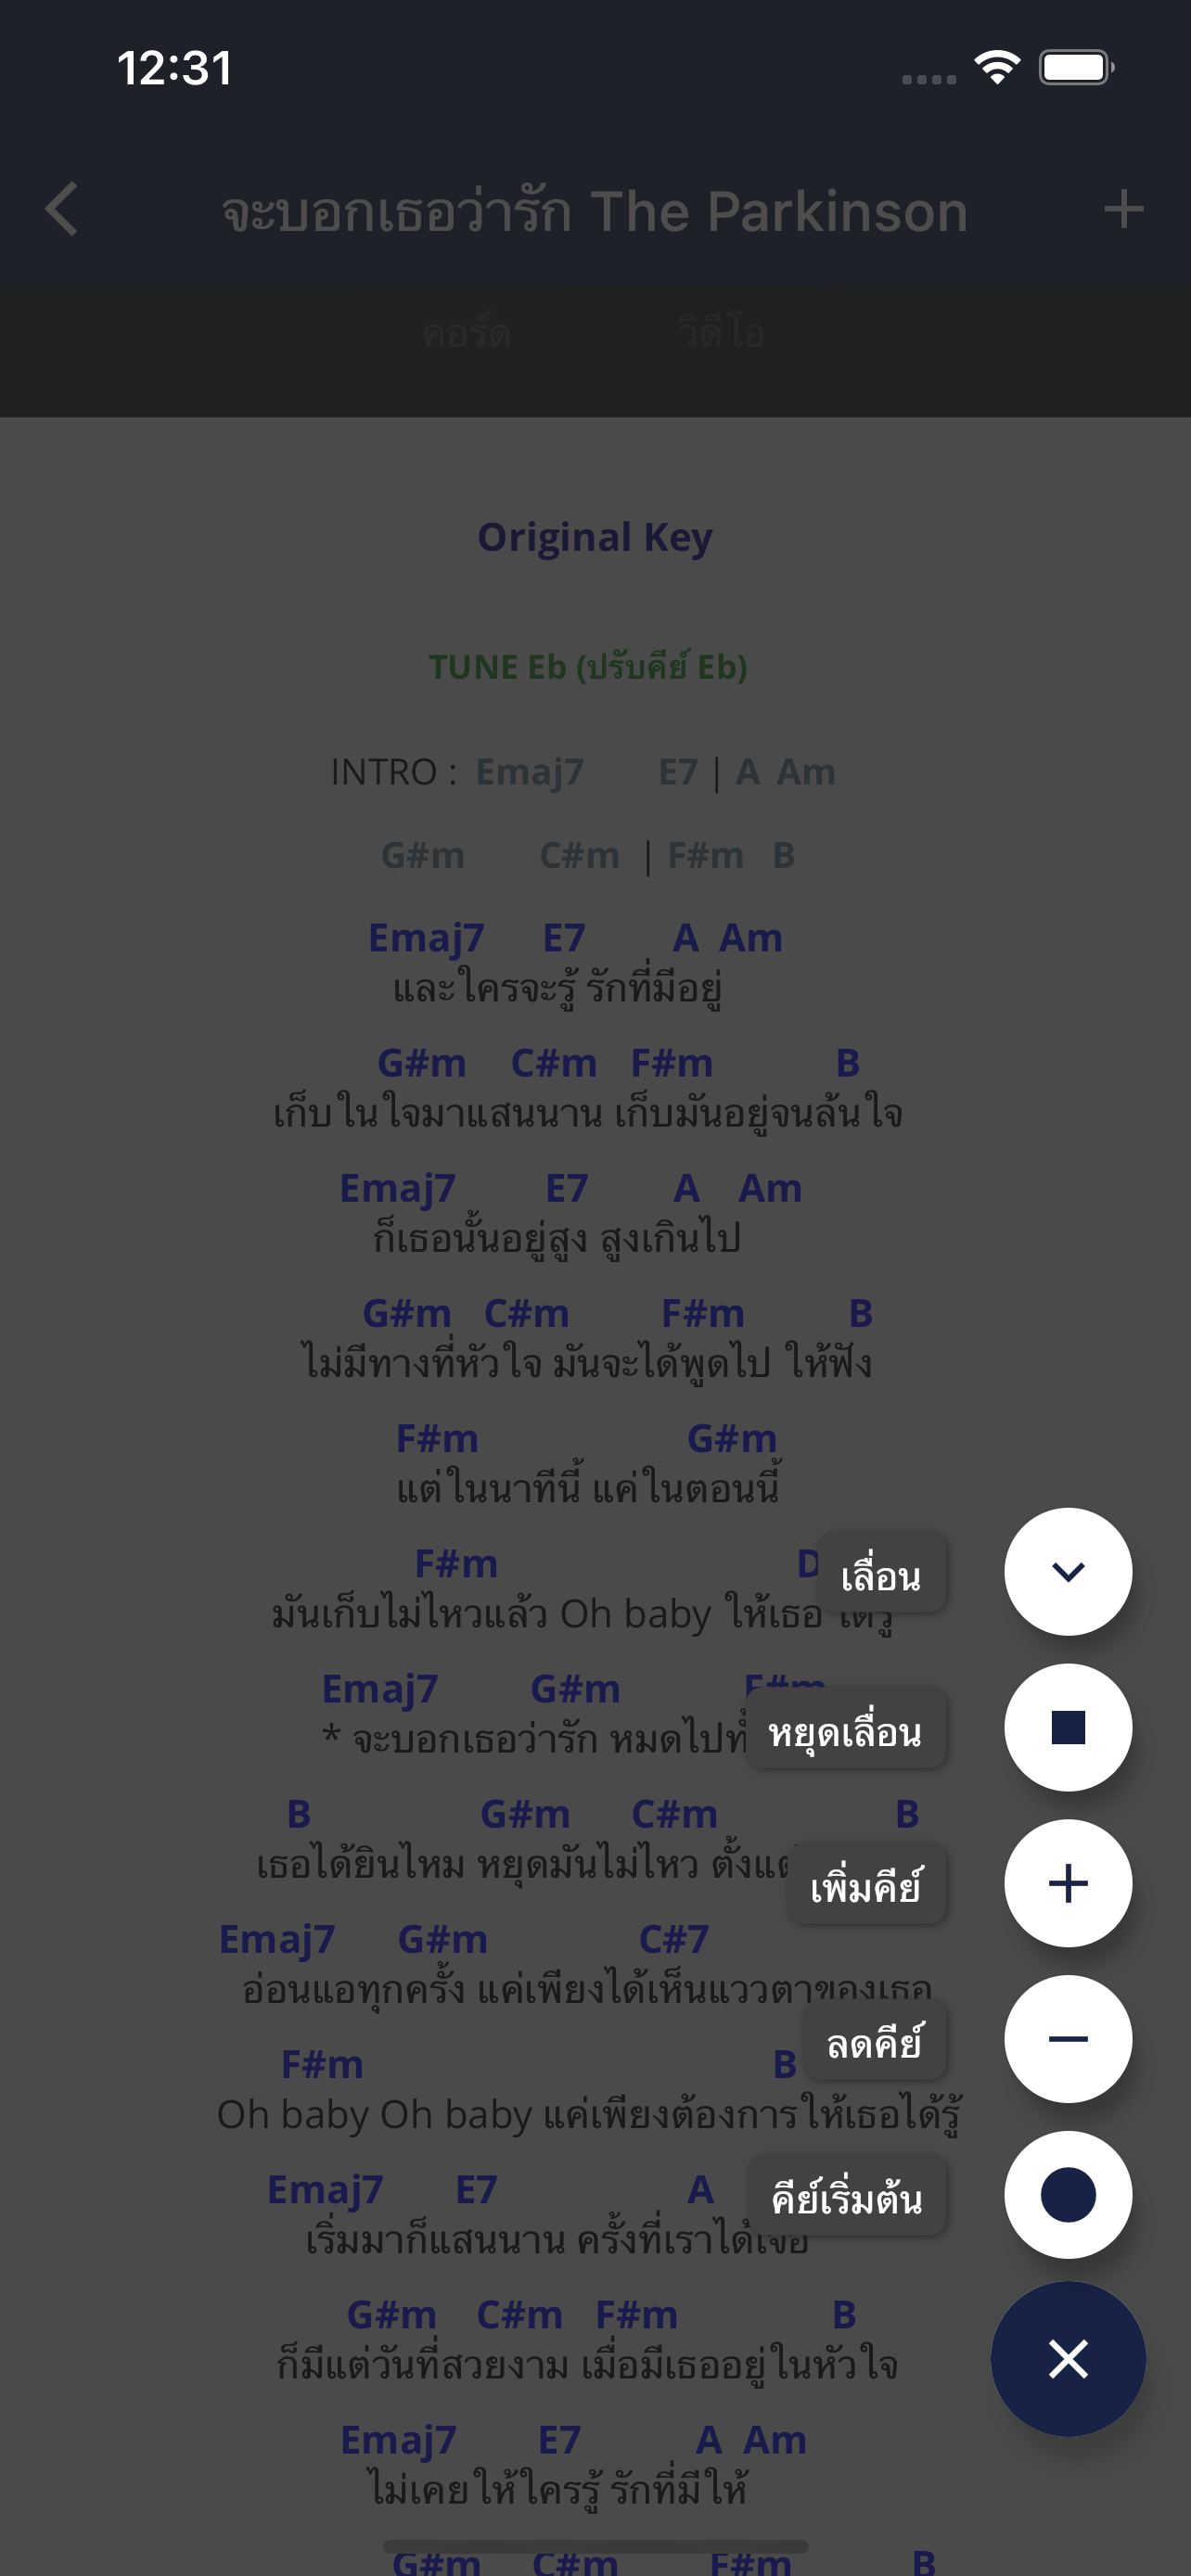 12:31
จะบอกเธอว่ารัก The Parkinson
คอร์ด วิดีโอ
Original Key
TUNE Eb (ปรับคีย์ Eb)
INTRO : Emaj7 E7 | A Am
G#m C#m | F#m B
Emaj7 E7 A Am
และใครจะรู้ รักที่มีอยู่
G#m C#m F#m B
เก็บในใจมาแสนนาน เก็บมันอยู่จนล้นใจ
Emaj7 E7 A Am
ก็เธอนั้นอยู่สูง สูงเกินไป
G#m C#m F#m B
ไม่มีทางที่หัวใจ มันจะได้พูดไป ให้ฟัง
F#m G#m
แต่ในนาทีนี้ แค่ในตอนนี้
F#m
เลื่อน
มันเก็บไม่ไหวแล้ว Oh baby ให้เธอ ได้รู้
Emaj7 G#m F#m
* จะบอกเธอว่ารัก หมดไป
หยุดเลื่อน
B G#m C#m B
เธอได้ยินไหม หยุดมันไม่ไหว
เพิ่มคีย์
Emaj7 G#m C#7
อ่อนแอทุกครั้ง แค่เพียงได้เห็นแววตาของเธอ
ลดคีย์
F#m B
Oh baby Oh baby แค่เพียงต้องการให้เธอได้รู้
Emaj7 E7 A
คีย์เริ่มต้น
เริ่มมาก็แสนนาน ครั้งที่เราได้เจอ
G#m C#m F#m B
ก็มีแต่วันที่สวยงาม เมื่อมีเธออยู่ในหัวใจ
Emaj7 E7 A Am
ไม่เคยให้ใครรู้ รักที่มีให้
G#m C#m F#m B